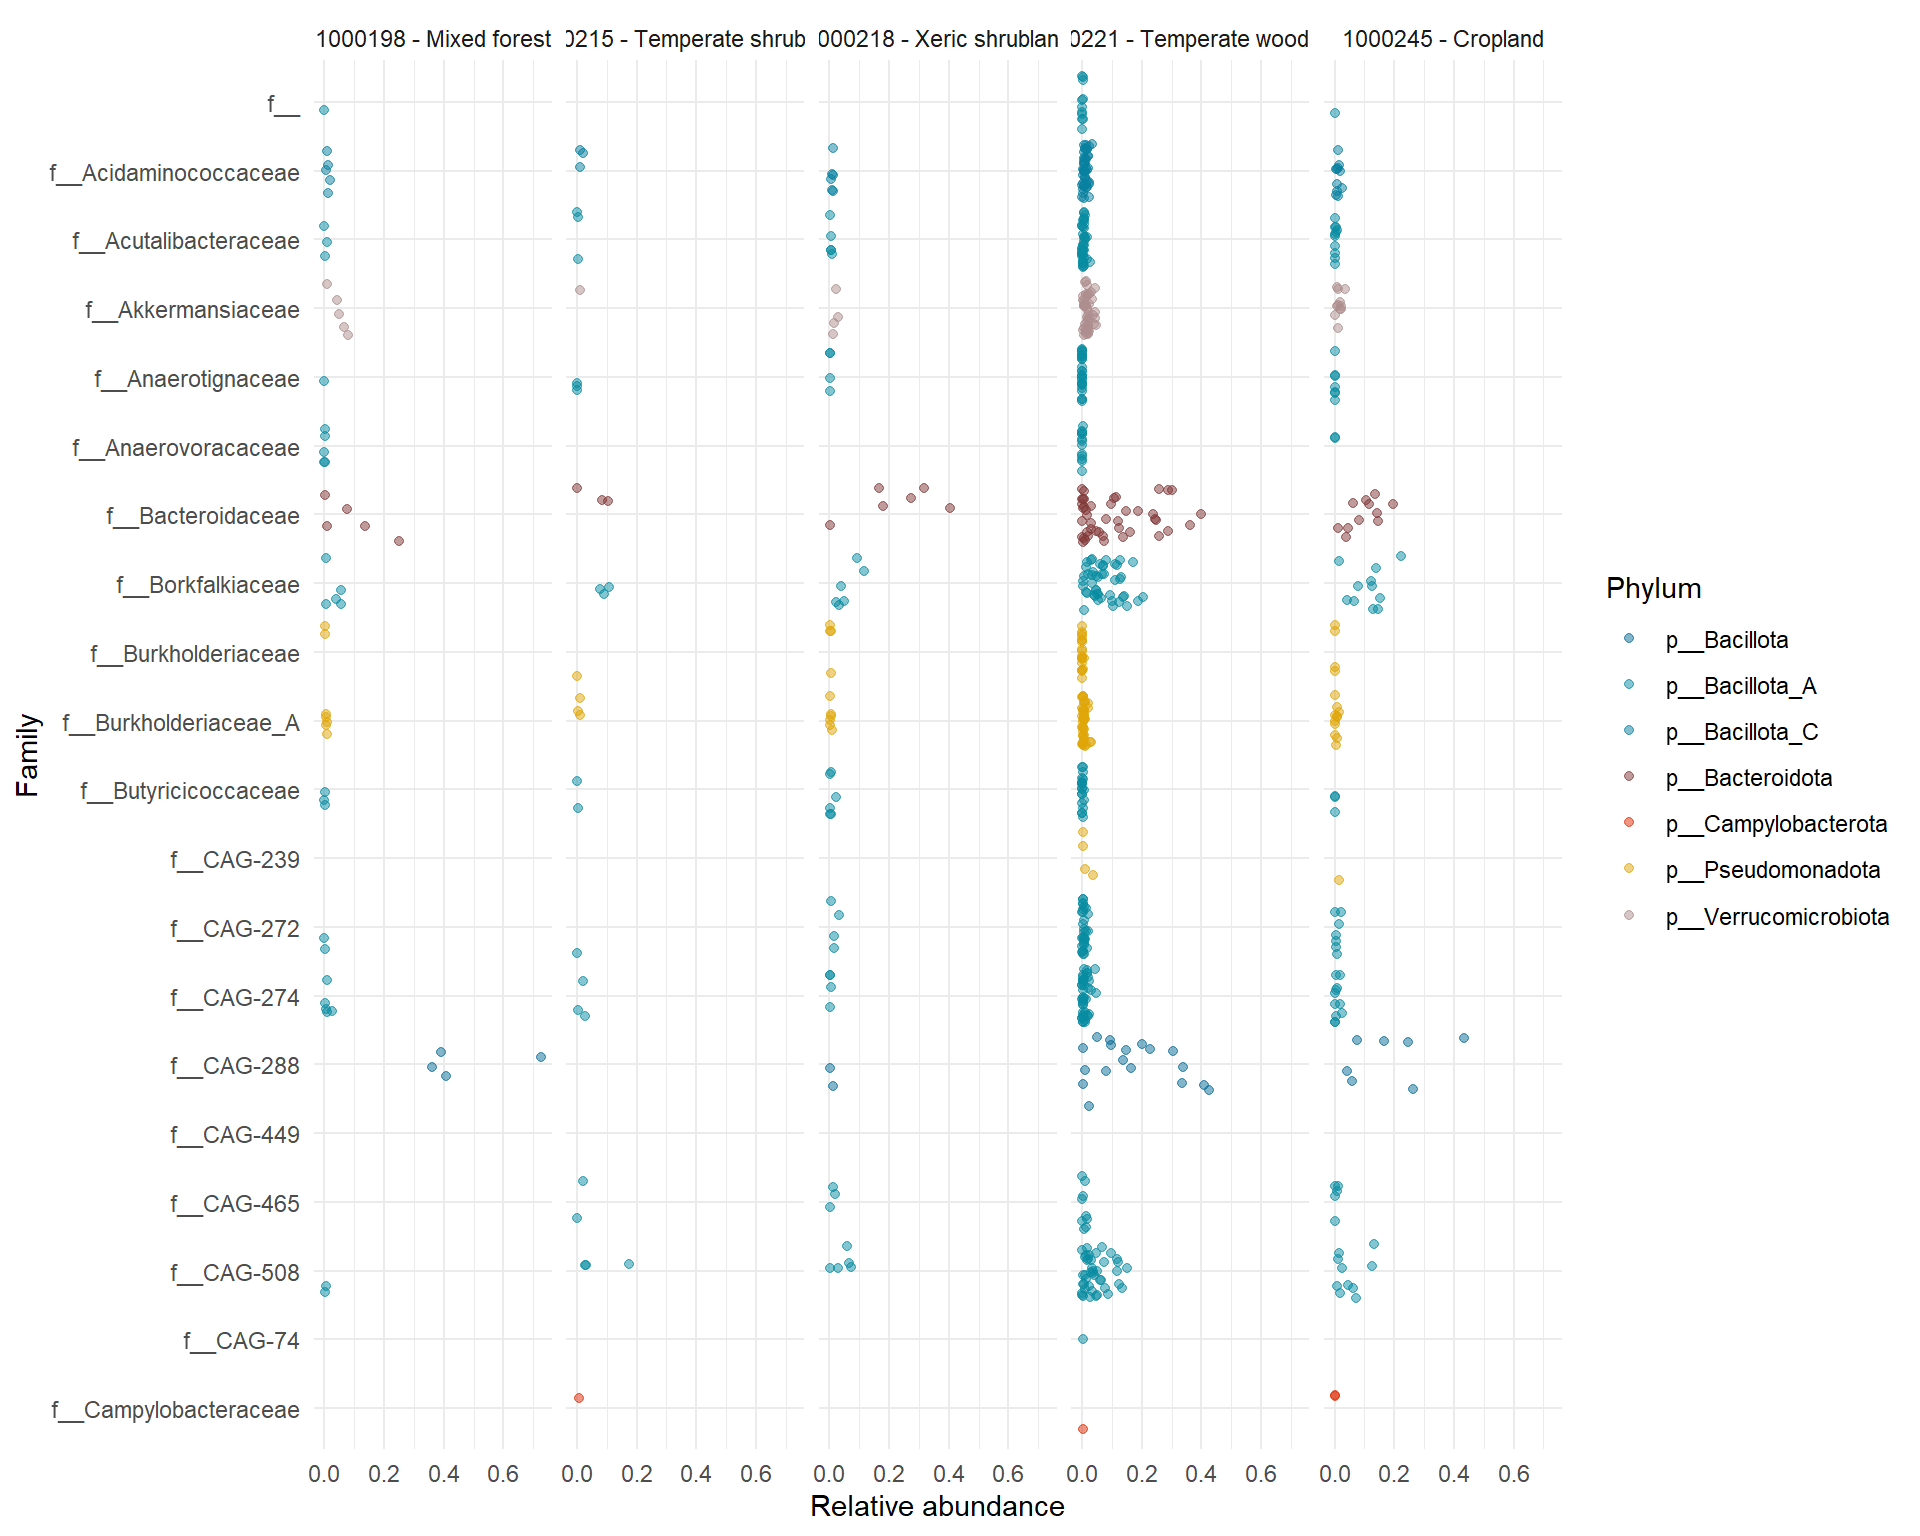 1000198 - Mixed forest
0215 - Temperate shrub
000218 - Xeric shrublan
0221 - Temperate wood
1000245 - Cropland
f__
f__Acidaminococcaceae
f__Acutalibacteraceae
f__Akkermansiaceae
f__Anaerotignaceae
f__Anaerovoracaceae
f__Bacteroidaceae
f__Borkfalkiaceae
f__Burkholderiaceae
f__Burkholderiaceae_A
f__Butyricicoccaceae
f__CAG-239
f__CAG-272
f__CAG-274
f__CAG-288
f__CAG-449
f__CAG-465
f__CAG-508
f__CAG-74
f__Campylobacteraceae
Family
0.0 0.2 0.4 0.6 0.0 0.2 0.4 0.6 0.0 0.2 0.4 0.6 0.0 0.2 0.4 0.6 0.0 0.2 0.4 0.6
Relative abundance
Phylum
p__Bacillota
p__Bacillota_A
p__Bacillota_C
p__Bacteroidota
p__Campylobacterota
p__Pseudomonadota
p__Verrucomicrobiota